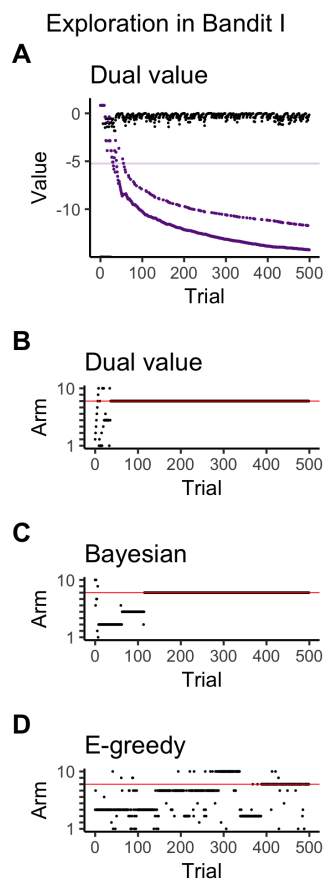 Exploration in Bandit I
A
Dual value
0
-5
-10
Value
0 100 200 300 400 500
Trial
B
Dual value
10
1
Arm
0 100 200 300 400 500
Trial
C
Bayesian
10
1
Arm
0 100 200 300 400 500
Trial
D
E-greedy
10
1
Arm
0 100 200 300 400 500
Trial